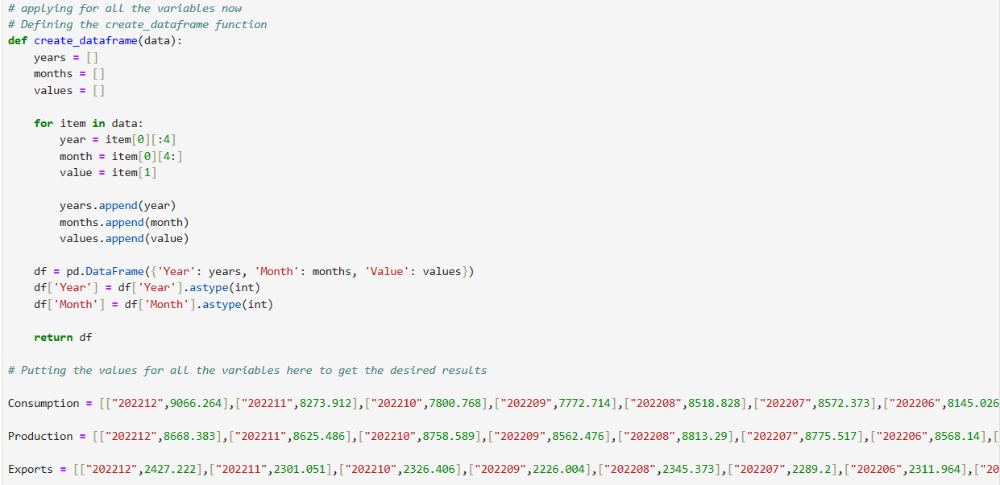 # applying for all the variables now
# Defining the create_dataframe function
def create_dataframe(data):
    years = []
    months = []
    values = []

    for item in data:
        year = item[0][:4]
        month = item[0][4:]
        value = item[1]

        years.append(year)
        months.append(month)
        values.append(value)

    df = pd.DataFrame({'Year': years, 'Month': months, 'Value': values})
    df['Year'] = df['Year'].astype(int)
    df['Month'] = df['Month'].astype(int)

    return df

# Putting the values for all the variables here to get the desired results

Consumption = [["202212",9066.264],["202211",8273.912],["202210",7800.768],["202209",7772.714],["202208",8518.828],["202207",8572.373],["202206",8145.026

Production = [["202212",8668.383],["202211",8625.486],["202210",8758.589],["202209",8562.476],["202208",8813.29],["202207",8775.517],["202206",8568.14],[

Exports = [["202212",2427.222],["202211",2301.051],["202210",2326.406],["202209",2226.004],["202208",2345.373],["202207",2289.2],["202206",2311.964],["20